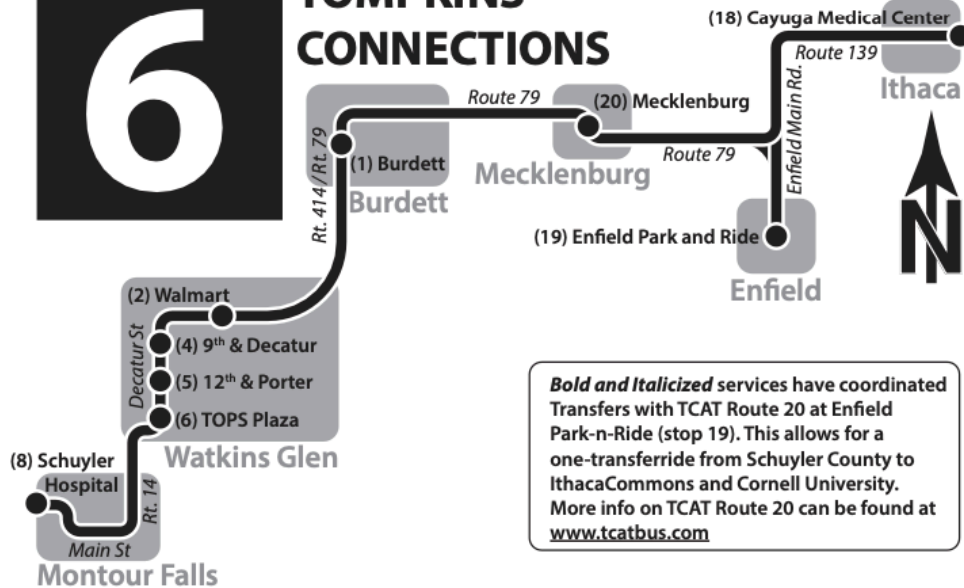 6
TOMPKINS
CONNECTIONS
(18) Cayuga Medical Center
Route 139
Ithaca
Enfield Main Rd.
Route 79
(20) Mecklenburg
Route 79
Mecklenburg
Rt. 414/ Rt. 79
(1) Burdett
Burdett
N
(19) Enfield Park and Ride
Enfield
(2) Walmart
Decatur St
(4) 9th & Decatur
(5) 12th & Porter
(6) TOPS Plaza
Watkins Glen
(8) Schuyler
Hospital
Rt. 14
Main St
Montour Falls
Bold and Italicized services have coordinated
Transfers with TCAT Route 20 at Enfield
Park-n-Ride (stop 19). This allows for a
one-transferride from Schuyler County to
IthacaCommons and Cornell University.
More info on TCAT Route 20 can be found at
www.tcatbus.com